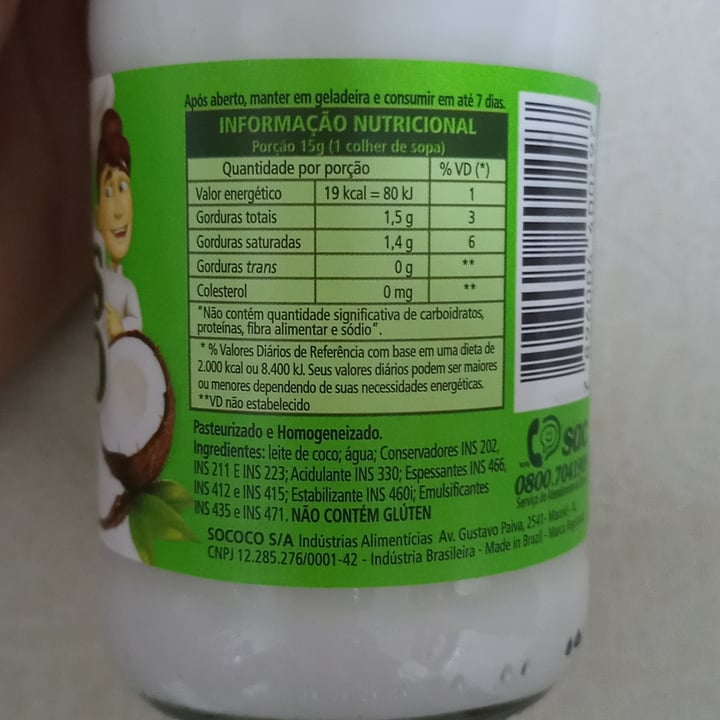 Após aberto, manter em geladeira e consumir em até 7 dias.
INFORMAÇÃO NUTRICIONAL
Porção 15g (1 colher de sopa)
Quantidade por porção % VD (*)
Valor energético 19 kcal = 80 kJ 1
Gorduras totais 1,5 g 3
Gorduras saturadas 1,4 g 6
Gorduras trans 0 g **
Colesterol 0 mg **
"Não contém quantidade significativa de carboidratos,
proteínas, fibra alimentar e sódio".
* % Valores Diários de Referência com base em uma dieta de
2.000 kcal ou 8.400 kJ. Seus valores diários podem ser maiores
ou menores dependendo de suas necessidades energéticas.
**VD não estabelecido
Pasteurizado e Homogeneizado.
Ingredientes: leite de coco; água; Conservadores INS 202,
INS 211 E INS 223; Acidulante INS 330; Espessantes INS 466,
INS 412 e INS 415; Estabilizante INS 460i; Emulsificantes
INS 435 e INS 471. NÃO CONTÉM GLÚTEN
SOCOCO S/A Indústrias Alimentícias Av. Gustavo Paiva, 2541-
CNPJ 12.285.276/0001-42 - Indústria Brasileira - Made in Brazil - Marca
soc
Serviço de